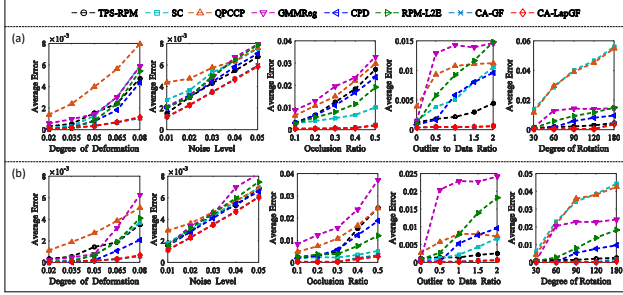 TPS-RPM SC QPCCP GMMReg CPD RPM-L2E CA-GF CA-LapGF
(a)
8 ×10⁻³ 6 4 2 0
Average Error
0.02 0.035 0.05 0.065 0.08
Degree of Deformation
8 ×10⁻³ 6 4 2 0
Average Error
0.01 0.02 0.03 0.04 0.05
Noise Level
0.04 0.03 0.02 0.01 0
Average Error
0.1 0.2 0.3 0.4 0.5
Occlusion Ratio
0.015 0.01 0.005 0
Average Error
0 0.5 1 1.5 2
Outlier to Data Ratio
0.06 0.04 0.02 0
Average Error
30 60 90 120 180
Degree of Rotation
(b)
8 ×10⁻³ 6 4 2 0
Average Error
0.02 0.035 0.05 0.065 0.08
Degree of Deformation
8 ×10⁻³ 6 4 2 0
Average Error
0.01 0.02 0.03 0.04 0.05
Noise Level
0.04 0.03 0.02 0.01 0
Average Error
0.1 0.2 0.3 0.4 0.5
Occlusion Ratio
0.025 0.02 0.015 0.01 0.005 0
Average Error
0 0.5 1 1.5 2
Outlier to Data Ratio
0.06 0.04 0.02 0
Average Error
30 60 90 120 180
Degree of Rotation